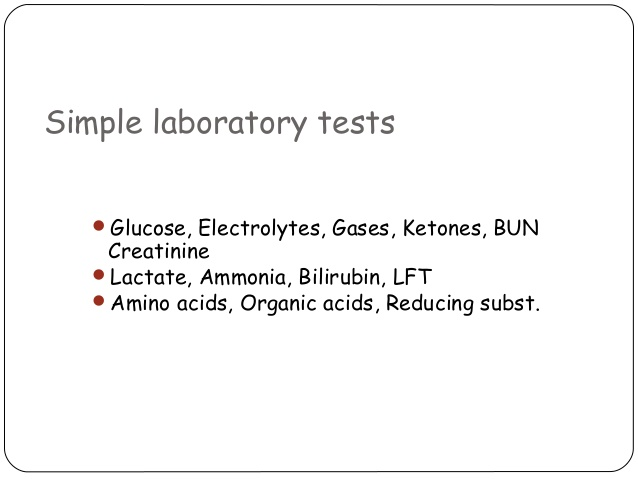 Simple laboratory tests
Glucose, Electrolytes, Gases, Ketones, BUN
Creatinine
Lactate, Ammonia, Bilirubin, LFT
Amino acids, Organic acids, Reducing subst.